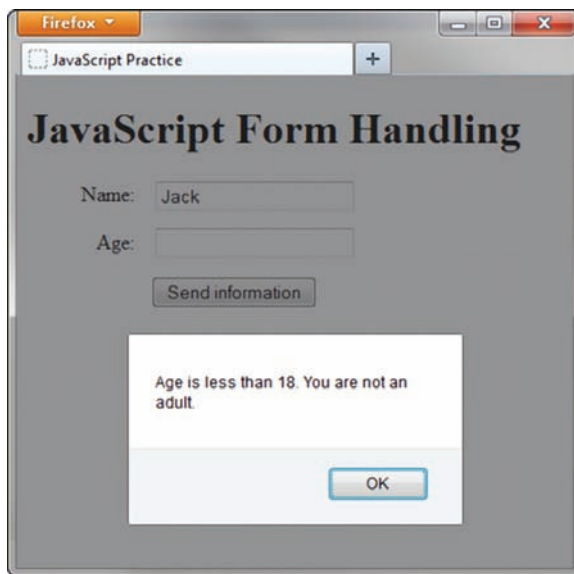 Firefox
JavaScript Practice
JavaScript Form Handling
Name: Jack
Age:
Send information
Age is less than 18. You are not an
adult.
OK